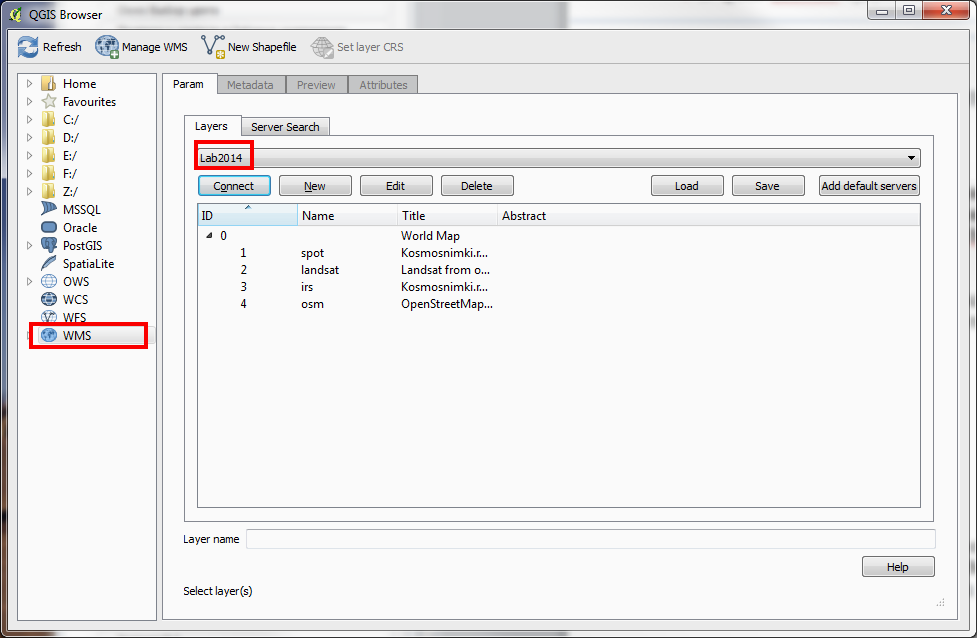 QGIS Browser
Refresh Manage WMS New Shapefile Set layer CRS
Home
Favourites
C:/
D:/
E:/
F:/
Z:/
MSSQL
Oracle
PostGIS
SpatiaLite
OWS
WCS
WFS
WMS
Param Metadata Preview Attributes
Layers Server Search
Lab2014
Connect New Edit Delete Load Save Add default servers
ID Name Title Abstract
0 World Map
1 spot Kosmosnimki.r...
2 landsat Landsat from o...
3 irs Kosmosnimki.r...
4 osm OpenStreetMap...
Layer name
Help
Select layer(s)